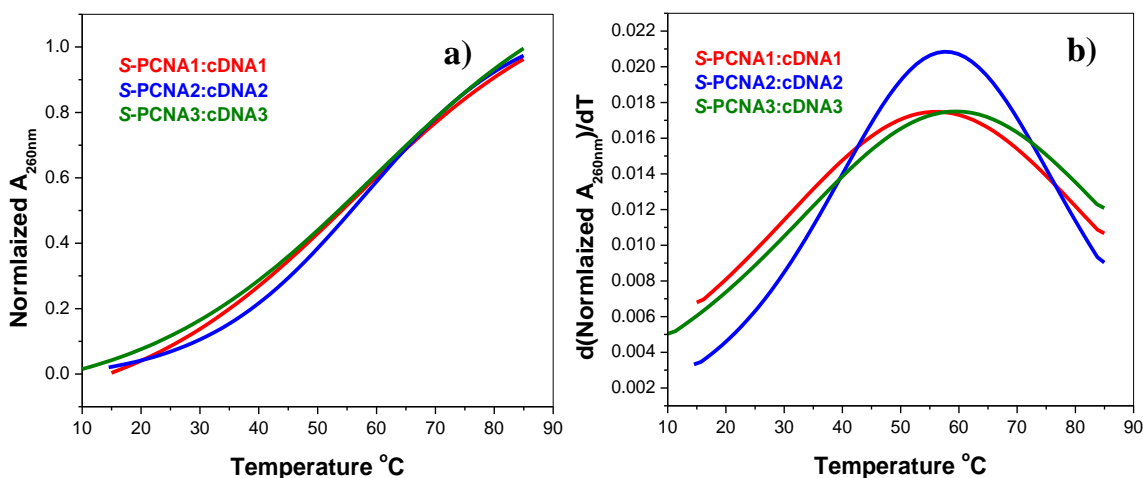 a)
S-PCNA1:cDNA1
S-PCNA2:cDNA2
S-PCNA3:cDNA3
Normlaized A260nm
1.0
0.8
0.6
0.4
0.2
0.0
10 20 30 40 50 60 70 80 90
Temperature °C
b)
S-PCNA1:cDNA1
S-PCNA2:cDNA2
S-PCNA3:cDNA3
d(Normlaized A260nm)/dT
0.022
0.020
0.018
0.016
0.014
0.012
0.010
0.008
0.006
0.004
0.002
10 20 30 40 50 60 70 80 90
Temperature °C